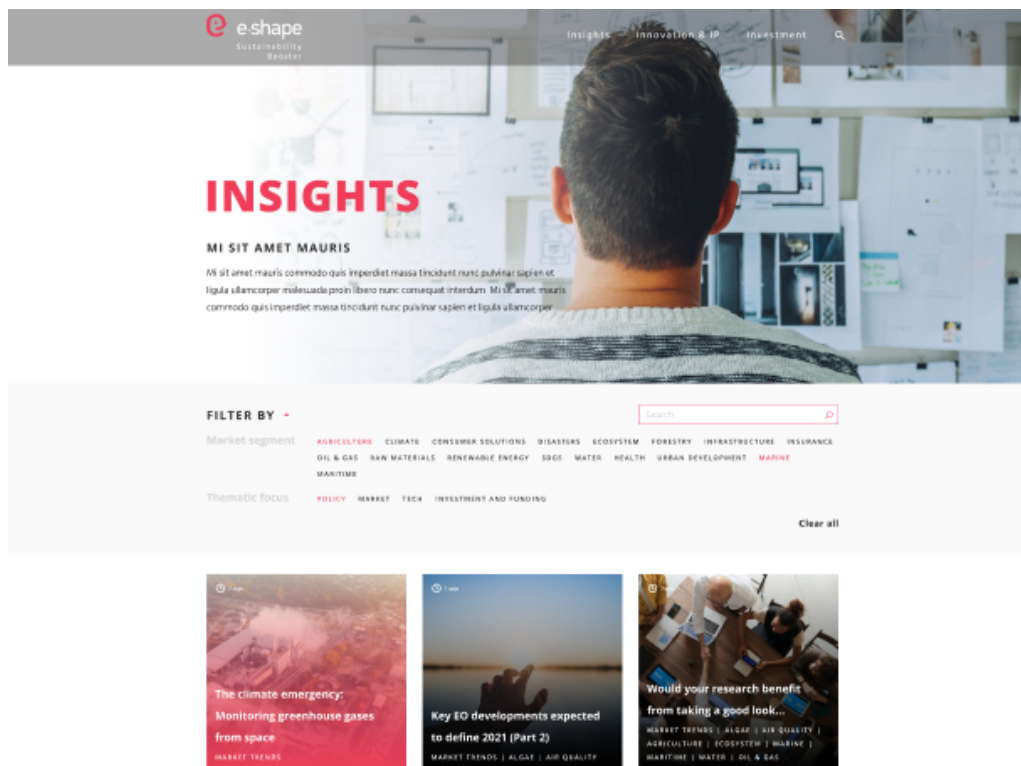 e·shape
Sustainability
Booster
Insights Innovation & IP Investment
INSIGHTS
MI SIT AMET MAURIS
Mi sit amet mauris commodo quis imperdiet massa tincidunt nunc pulvinar sapien et
ligula ullamcorper malesuada proin libero nunc consequat interdum. Mi sit amet mauris
commodo quis imperdiet massa tincidunt nunc pulvinar sapien et ligula ullamcorper
FILTER BY
Search
Market segment
AGRICULTURE CLIMATE CONSUMER SOLUTIONS DISASTERS ECOSYSTEM FORESTRY INFRASTRUCTURE INSURANCE
OIL & GAS RAW MATERIALS RENEWABLE ENERGY SDGS WATER HEALTH URBAN DEVELOPMENT MARINE
MARITIME
Thematic focus
POLICY MARKET TECH INVESTMENT AND FUNDING
Clear all
7 min
The climate emergency:
Monitoring greenhouse gases
from space
MARKET TRENDS
1 min
Key EO developments expected
to define 2021 (Part 2)
MARKET TRENDS | ALGAE | AIR QUALITY
Would your research benefit
from taking a good look...
MARKET TRENDS | ALGAE | AIR QUALITY |
AGRICULTURE | ECOSYSTEM | MARINE |
MARITIME | WATER | OIL & GAS